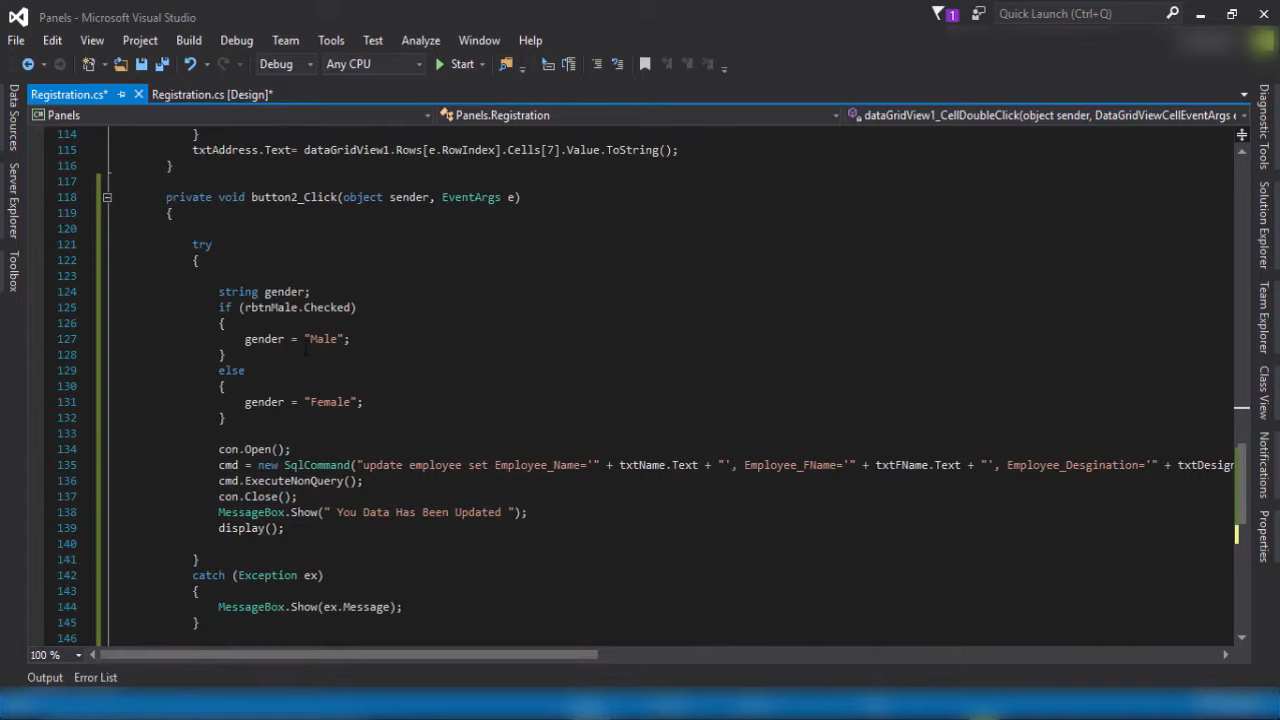 Panels - Microsoft Visual Studio
1
Quick Launch (Ctrl+Q)
File Edit View Project Build Debug Team Tools Test Analyze Window Help
Debug Any CPU Start
Registration.cs* Registration.cs [Design]*
Panels Panels.Registration dataGridView1_CellDoubleClick(object sender, DataGridViewCellEventArgs e
114 }
115 txtAddress.Text= dataGridView1.Rows[e.RowIndex].Cells[7].Value.ToString();
116 }
117
118 private void button2_Click(object sender, EventArgs e)
119 {
120
121 try
122 {
123
124 string gender;
125 if (rbtnMale.Checked)
126 {
127 gender = "Male";
128 }
129 else
130 {
131 gender = "Female";
132 }
133
134 con.Open();
135 cmd = new SqlCommand("update employee set Employee_Name='" + txtName.Text + "', Employee_FName='" + txtFName.Text + "', Employee_Desgination='" + txtDesign
136 cmd.ExecuteNonQuery();
137 con.Close();
138 MessageBox.Show(" You Data Has Been Updated ");
139 display();
140
141 }
142 catch (Exception ex)
143 {
144 MessageBox.Show(ex.Message);
145 }
146
100 %
Output Error List
Data Sources
Server Explorer
Toolbox
Diagnostic Tools
Solution Explorer
Team Explorer
Class View
Notifications
Properties